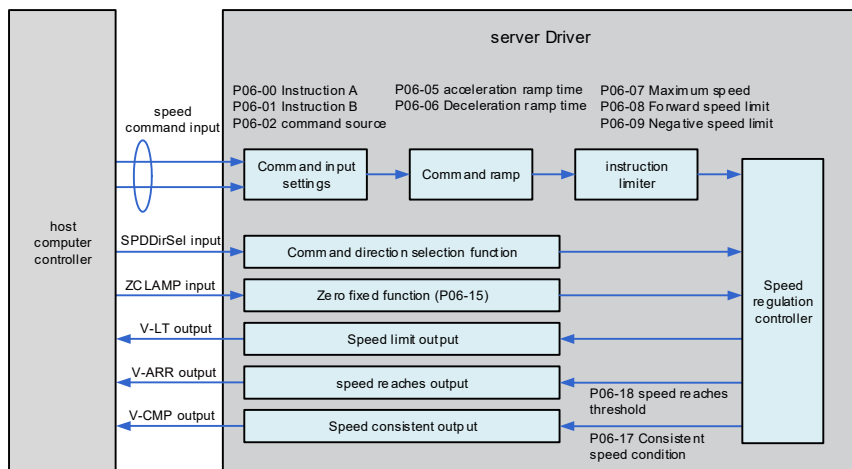 server Driver
P06-00 Instruction A
P06-01 Instruction B
P06-02 command source
P06-05 acceleration ramp time
P06-06 Deceleration ramp time
P06-07 Maximum speed
P06-08 Forward speed limit
P06-09 Negative speed limit
speed
command input
Command input
settings
Command ramp
instruction
limiter
host
computer
controller
SPDDirSel input
Command direction selection function
ZCLAMP input
Zero fixed function (P06-15)
Speed
regulation
controller
V-LT output
Speed limit output
V-ARR output
speed reaches output
P06-18 speed reaches
threshold
V-CMP output
Speed consistent output
P06-17 Consistent
speed condition